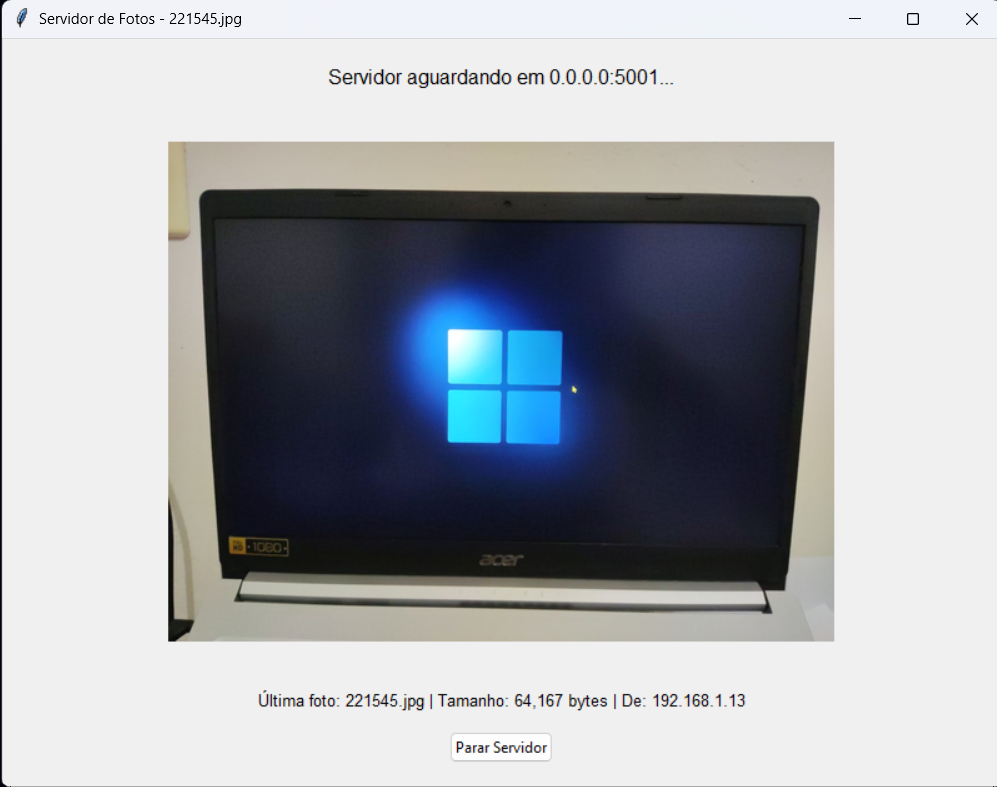 Servidor de Fotos - 221545.jpg
Servidor aguardando em 0.0.0.0:5001...
HD · 1080
acer
Última foto: 221545.jpg | Tamanho: 64,167 bytes | De: 192.168.1.13
Parar Servidor